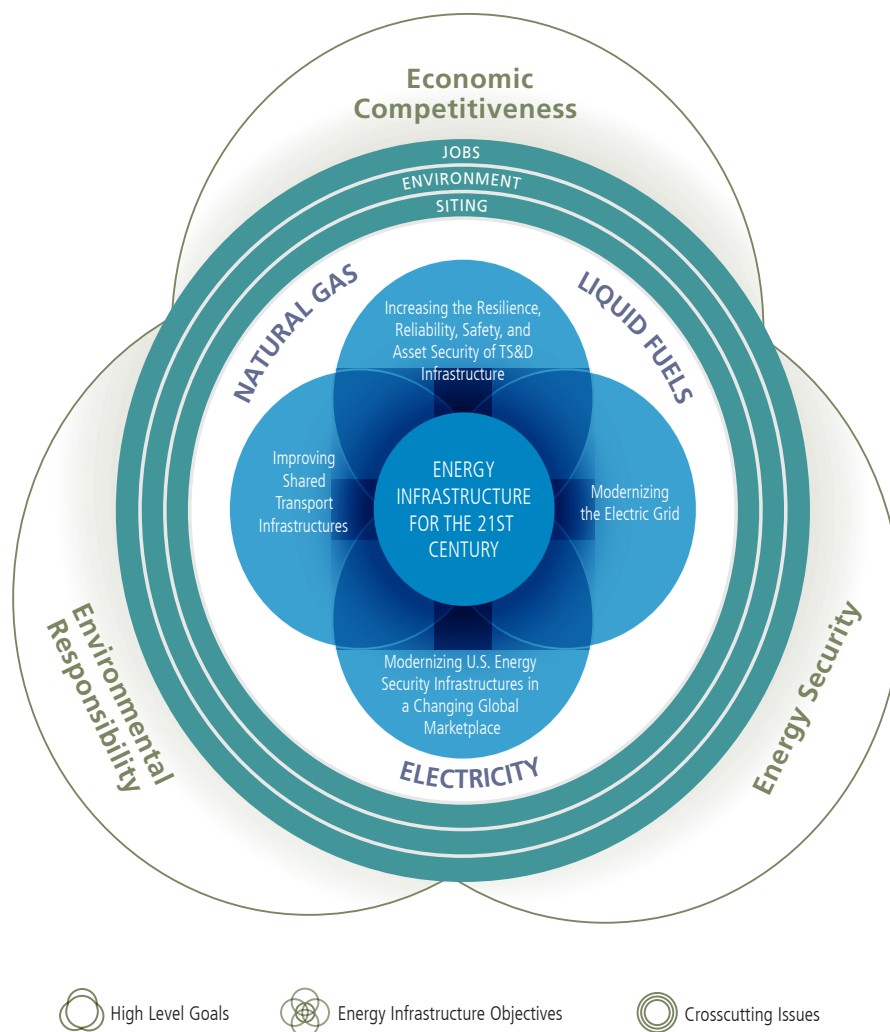 Economic
Competitiveness
JOBS
ENVIRONMENT
SITING
NATURAL GAS
LIQUID FUELS
Increasing the Resilience,
Reliability, Safety, and
Asset Security of TS&D
Infrastructure
Improving
Shared
Transport
Infrastructures
ENERGY
INFRASTRUCTURE
FOR THE 21ST
CENTURY
Modernizing
the Electric Grid
Modernizing U.S. Energy
Security Infrastructures in
a Changing Global
Marketplace
ELECTRICITY
Environmental
Responsibility
Energy Security
High Level Goals
Energy Infrastructure Objectives
Crosscutting Issues